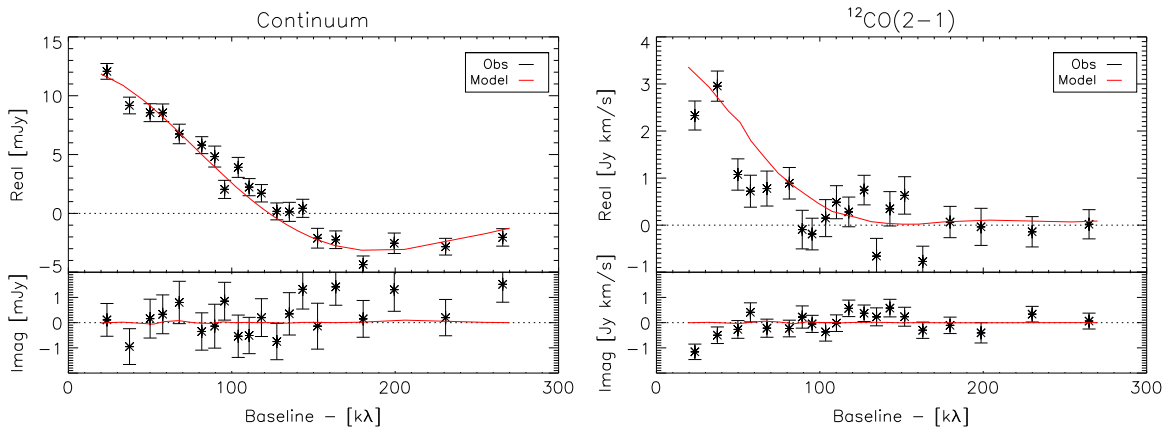 Continuum
Real [mJy]
15
10
5
0
−5
Obs
Model
Imag [mJy]
1
0
−1
0 100 200 300
Baseline − [kλ]
¹²CO(2−1)
Real [Jy km/s]
4
3
2
1
0
−1
Obs
Model
Imag [Jy km/s]
1
0
−1
0 100 200 300
Baseline − [kλ]